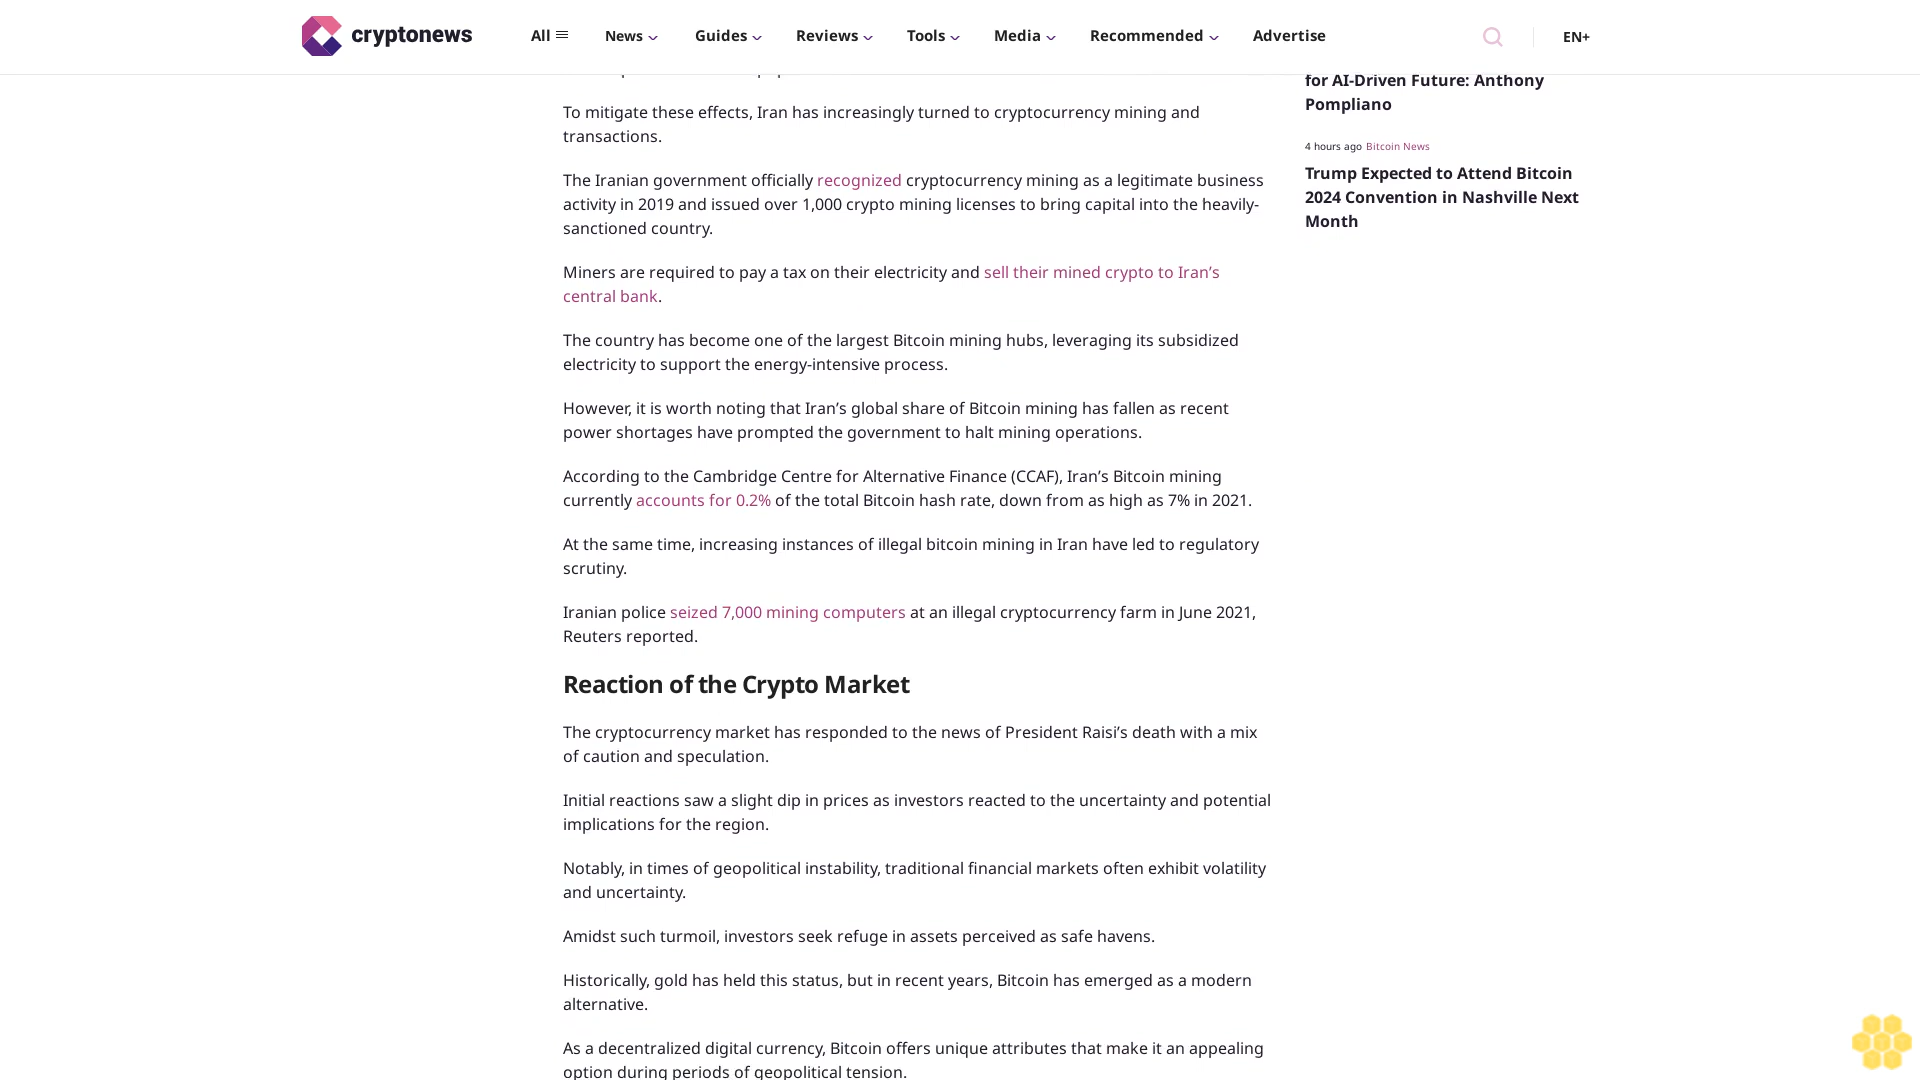 cryptonews
All
News
Guides
Reviews
Tools
Media
Recommended
Advertise
EN+
To mitigate these effects, Iran has increasingly turned to cryptocurrency mining and
transactions.
The Iranian government officially recognized cryptocurrency mining as a legitimate business
activity in 2019 and issued over 1,000 crypto mining licenses to bring capital into the heavily-
sanctioned country.
Miners are required to pay a tax on their electricity and sell their mined crypto to Iran’s
central bank.
The country has become one of the largest Bitcoin mining hubs, leveraging its subsidized
electricity to support the energy-intensive process.
However, it is worth noting that Iran’s global share of Bitcoin mining has fallen as recent
power shortages have prompted the government to halt mining operations.
According to the Cambridge Centre for Alternative Finance (CCAF), Iran’s Bitcoin mining
currently accounts for 0.2% of the total Bitcoin hash rate, down from as high as 7% in 2021.
At the same time, increasing instances of illegal bitcoin mining in Iran have led to regulatory
scrutiny.
Iranian police seized 7,000 mining computers at an illegal cryptocurrency farm in June 2021,
Reuters reported.
Reaction of the Crypto Market
The cryptocurrency market has responded to the news of President Raisi’s death with a mix
of caution and speculation.
Initial reactions saw a slight dip in prices as investors reacted to the uncertainty and potential
implications for the region.
Notably, in times of geopolitical instability, traditional financial markets often exhibit volatility
and uncertainty.
Amidst such turmoil, investors seek refuge in assets perceived as safe havens.
Historically, gold has held this status, but in recent years, Bitcoin has emerged as a modern
alternative.
As a decentralized digital currency, Bitcoin offers unique attributes that make it an appealing
option during periods of geopolitical tension.
for AI-Driven Future: Anthony
Pompliano
4 hours ago Bitcoin News
Trump Expected to Attend Bitcoin
2024 Convention in Nashville Next
Month